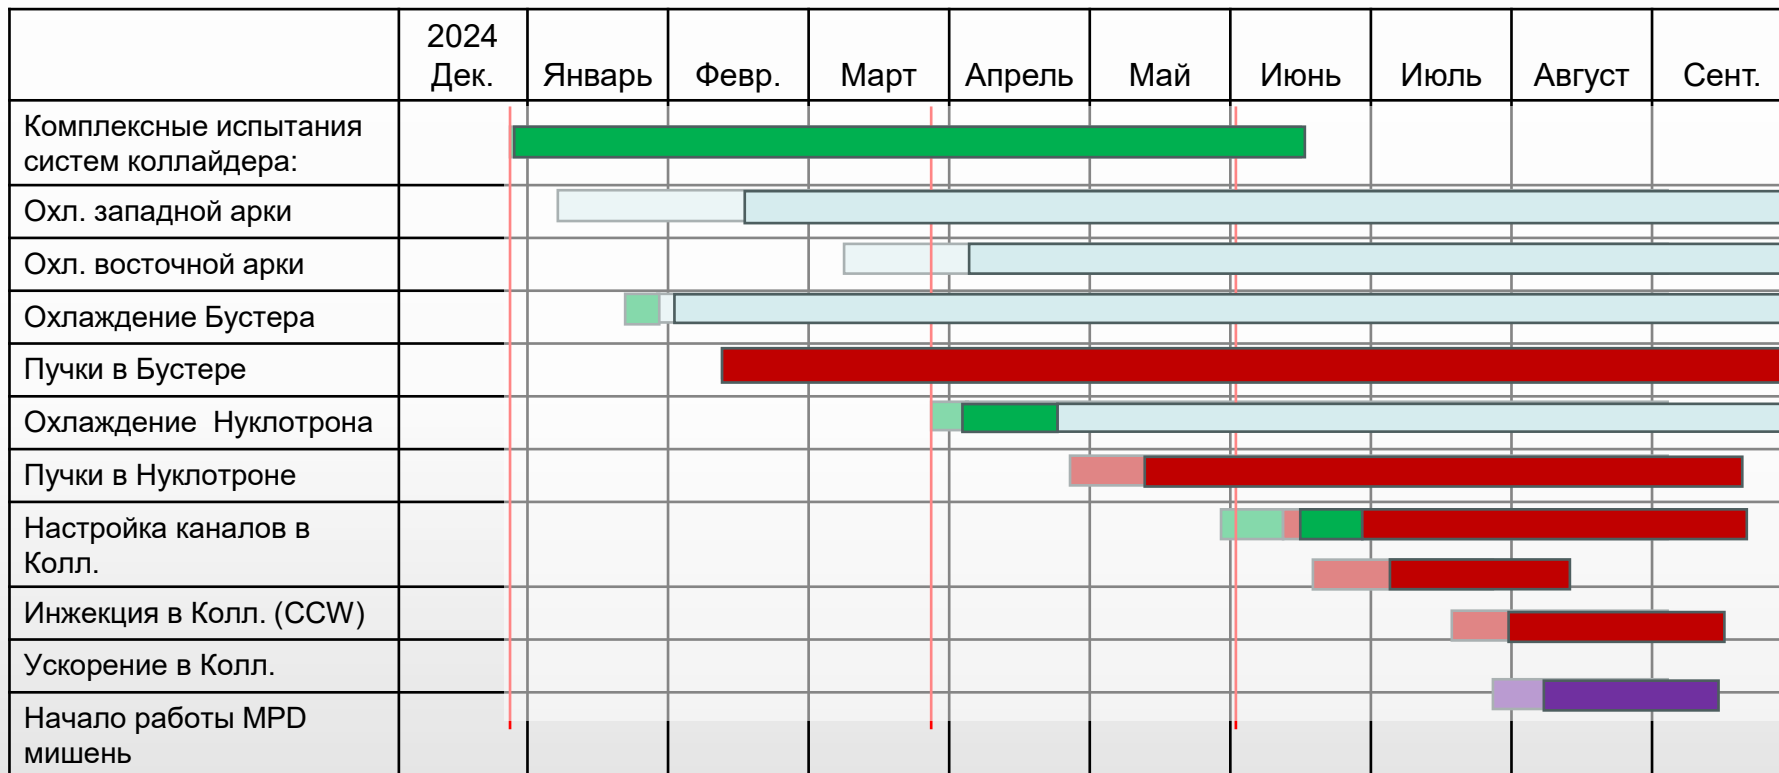 2024
Дек.
Январь
Февр.
Март
Апрель
Май
Июнь
Июль
Август
Сент.
Комплексные испытания
систем коллайдера:
Охл. западной арки
Охл. восточной арки
Охлаждение Бустера
Пучки в Бустере
Охлаждение Нуклотрона
Пучки в Нуклотроне
Настройка каналов в
Колл.
Инжекция в Колл. (CCW)
Ускорение в Колл.
Начало работы MPD
мишень